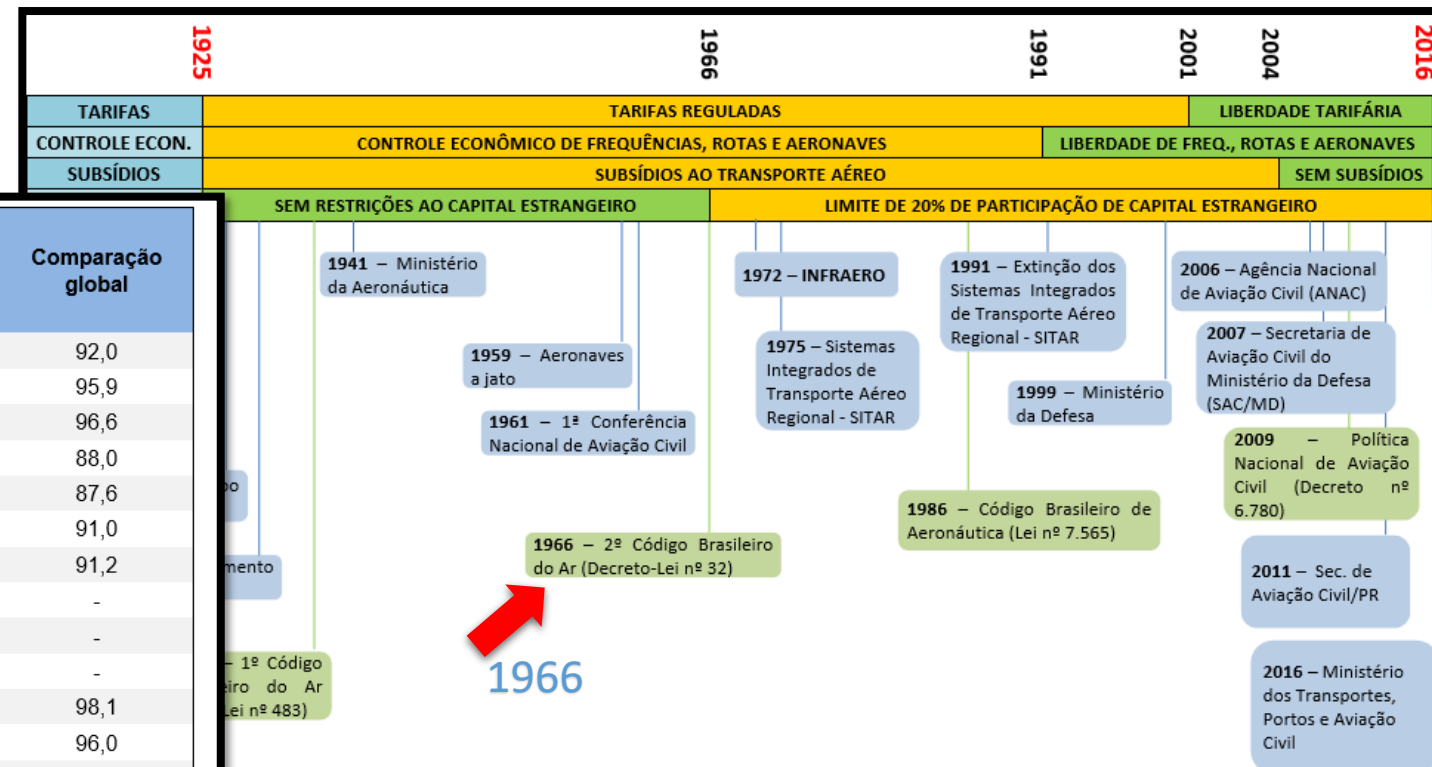 1925
1966
1991
2001
2004
2016
TARIFAS
TARIFAS REGULADAS
LIBERDADE TARIFÁRIA
CONTROLE ECON.
CONTROLE ECONÔMICO DE FREQUÊNCIAS, ROTAS E AERONAVES
LIBERDADE DE FREQ., ROTAS E AERONAVES
SUBSÍDIOS
SUBSÍDIOS AO TRANSPORTE AÉREO
SEM SUBSÍDIOS
SEM RESTRIÇÕES AO CAPITAL ESTRANGEIRO
LIMITE DE 20% DE PARTICIPAÇÃO DE CAPITAL ESTRANGEIRO
Comparação
global
92,0
95,9
96,6
88,0
87,6
91,0
91,2
-
-
-
98,1
96,0
mento
– 1º Código
eiro do Ar
Lei nº 483)
1941 – Ministério
da Aeronáutica
1959 – Aeronaves
a jato
1961 – 1ª Conferência
Nacional de Aviação Civil
1966 – 2º Código Brasileiro
do Ar (Decreto-Lei nº 32)
1966
1972 – INFRAERO
1975 – Sistemas
Integrados de
Transporte Aéreo
Regional - SITAR
1991 – Extinção dos
Sistemas Integrados
de Transporte Aéreo
Regional - SITAR
1999 – Ministério
da Defesa
1986 – Código Brasileiro de
Aeronáutica (Lei nº 7.565)
2006 – Agência Nacional
de Aviação Civil (ANAC)
2007 – Secretaria de
Aviação Civil do
Ministério da Defesa
(SAC/MD)
2009 – Política
Nacional de Aviação
Civil (Decreto nº
6.780)
2011 – Sec. de
Aviação Civil/PR
2016 – Ministério
dos Transportes,
Portos e Aviação
Civil